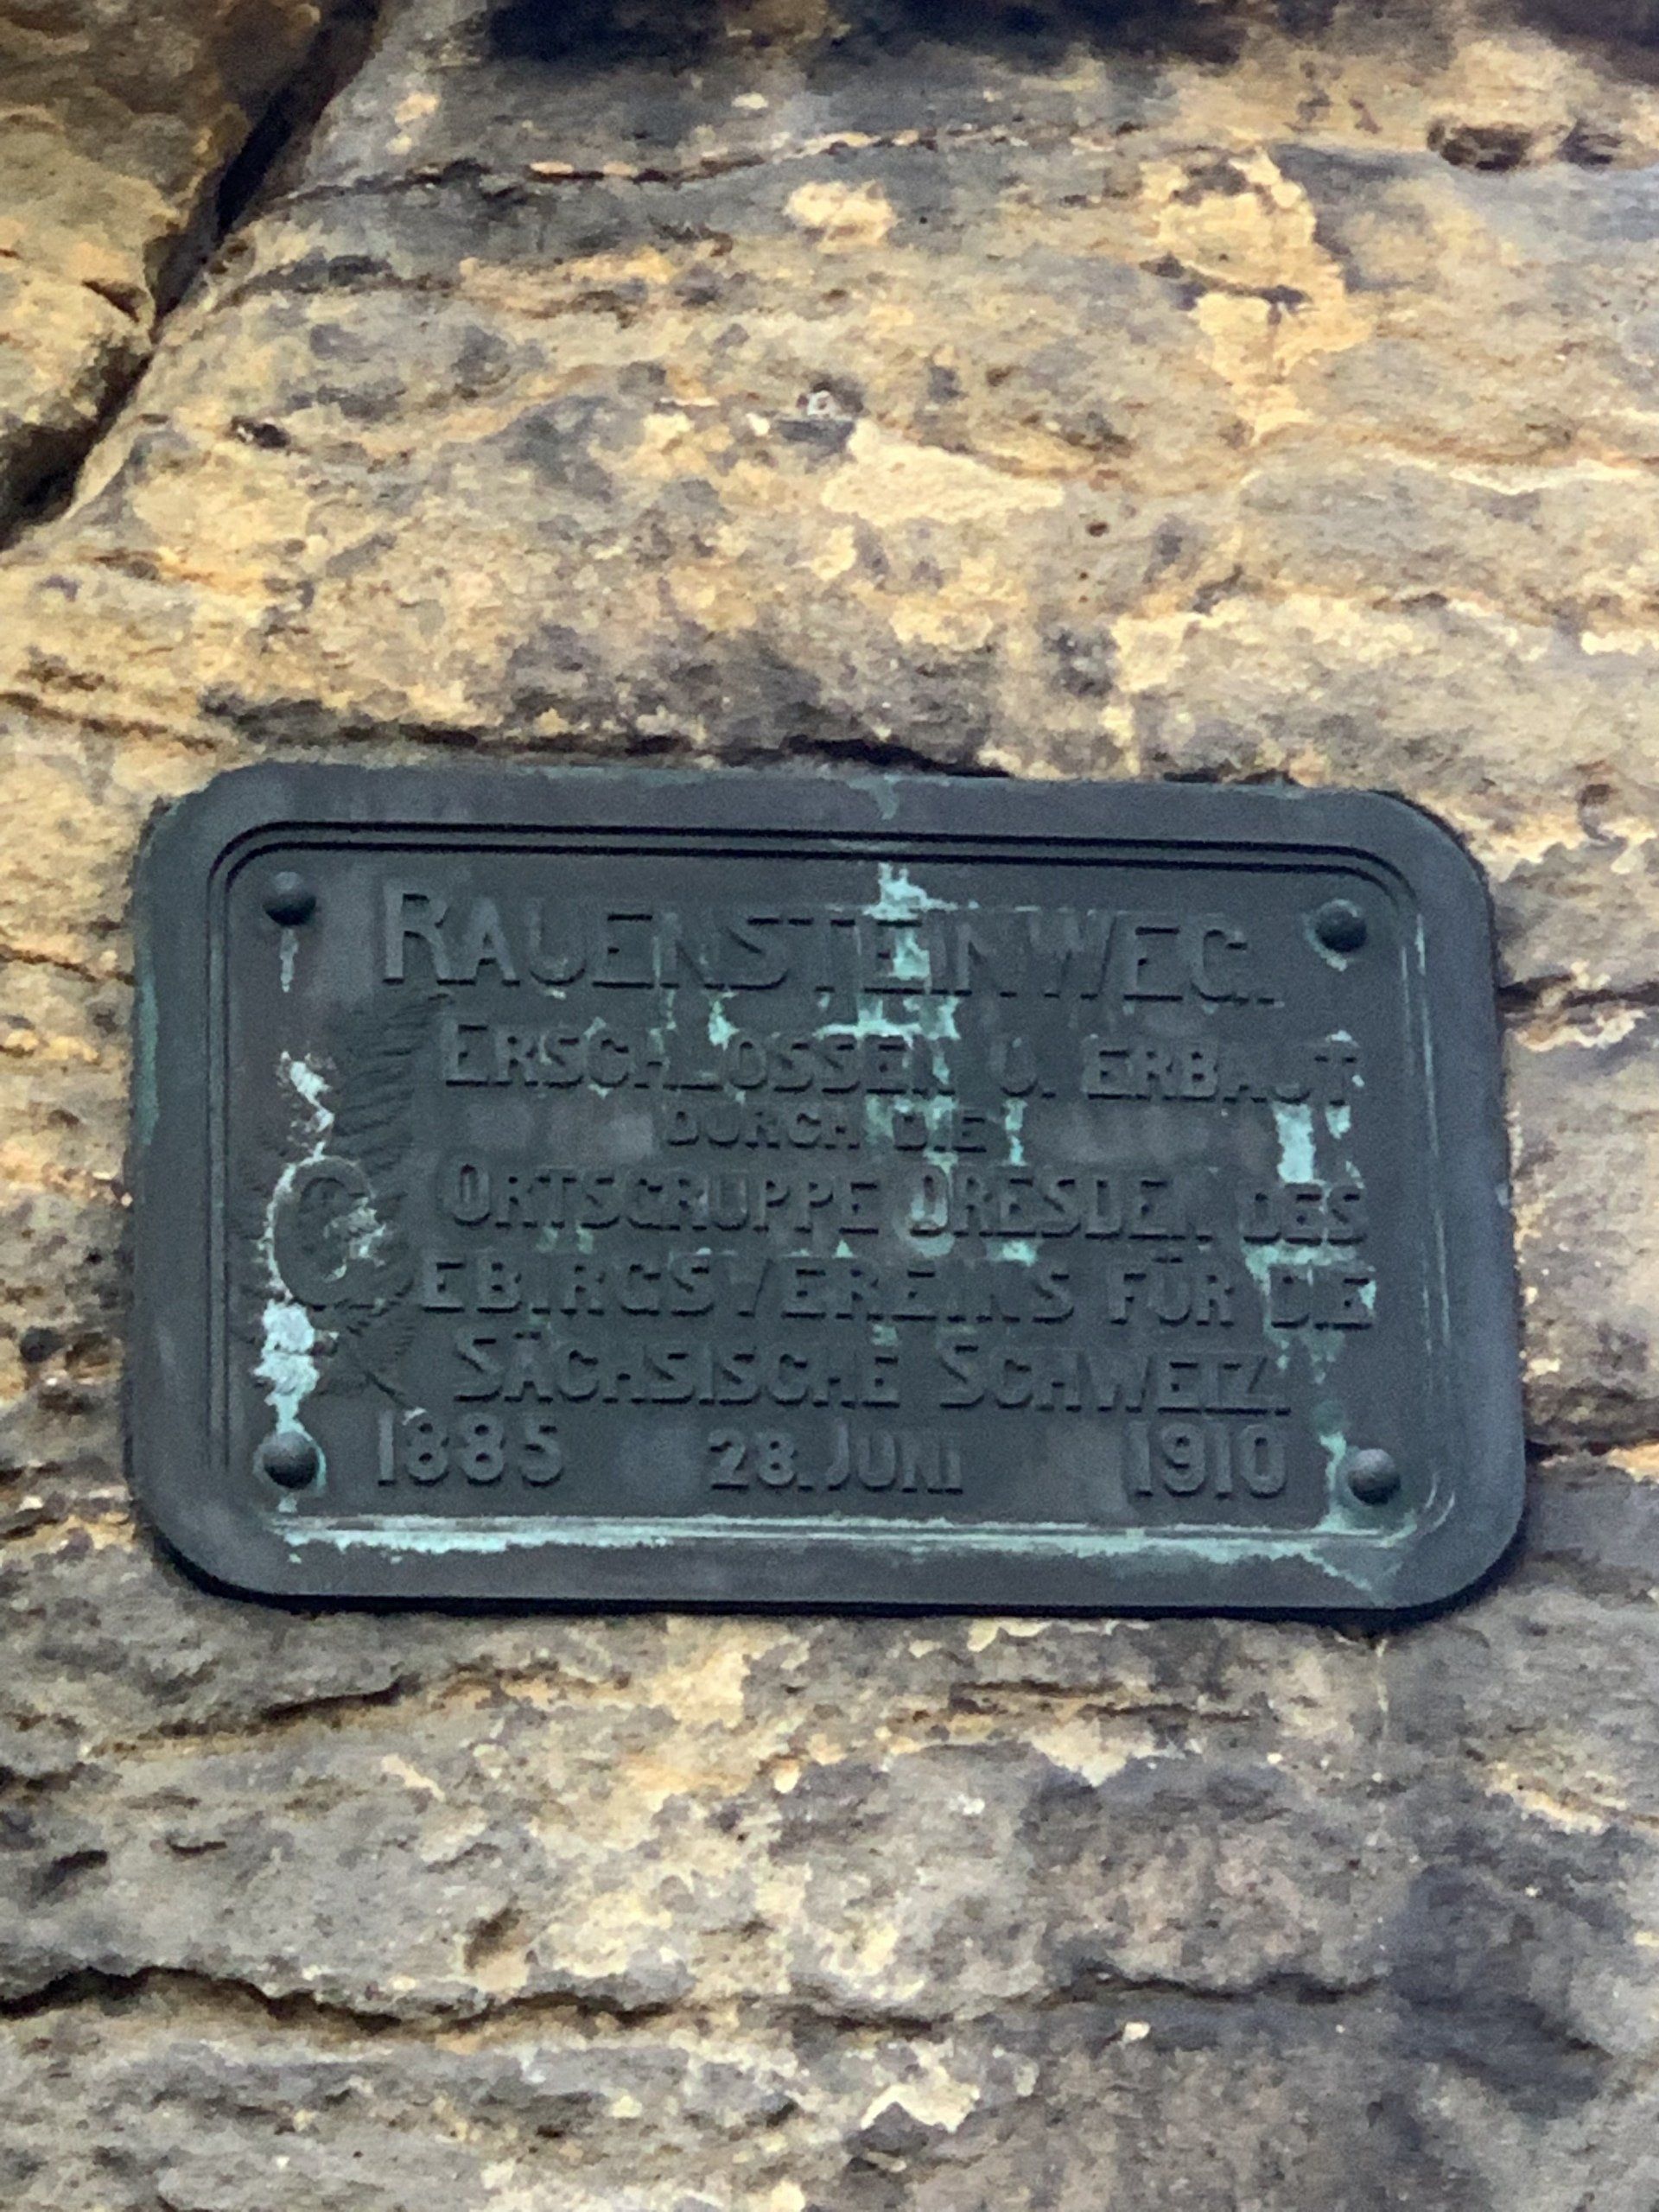 RAUENSTEINWEG.
ERSCHLOSSEN U. ERBAUT
DURCH DIE
ORTSGRUPPE DRESDEN DES
GEBIRGSVEREINS FÜR DIE
SÄCHSISCHE SCHWEIZ.
1885 28. JUNI 1910